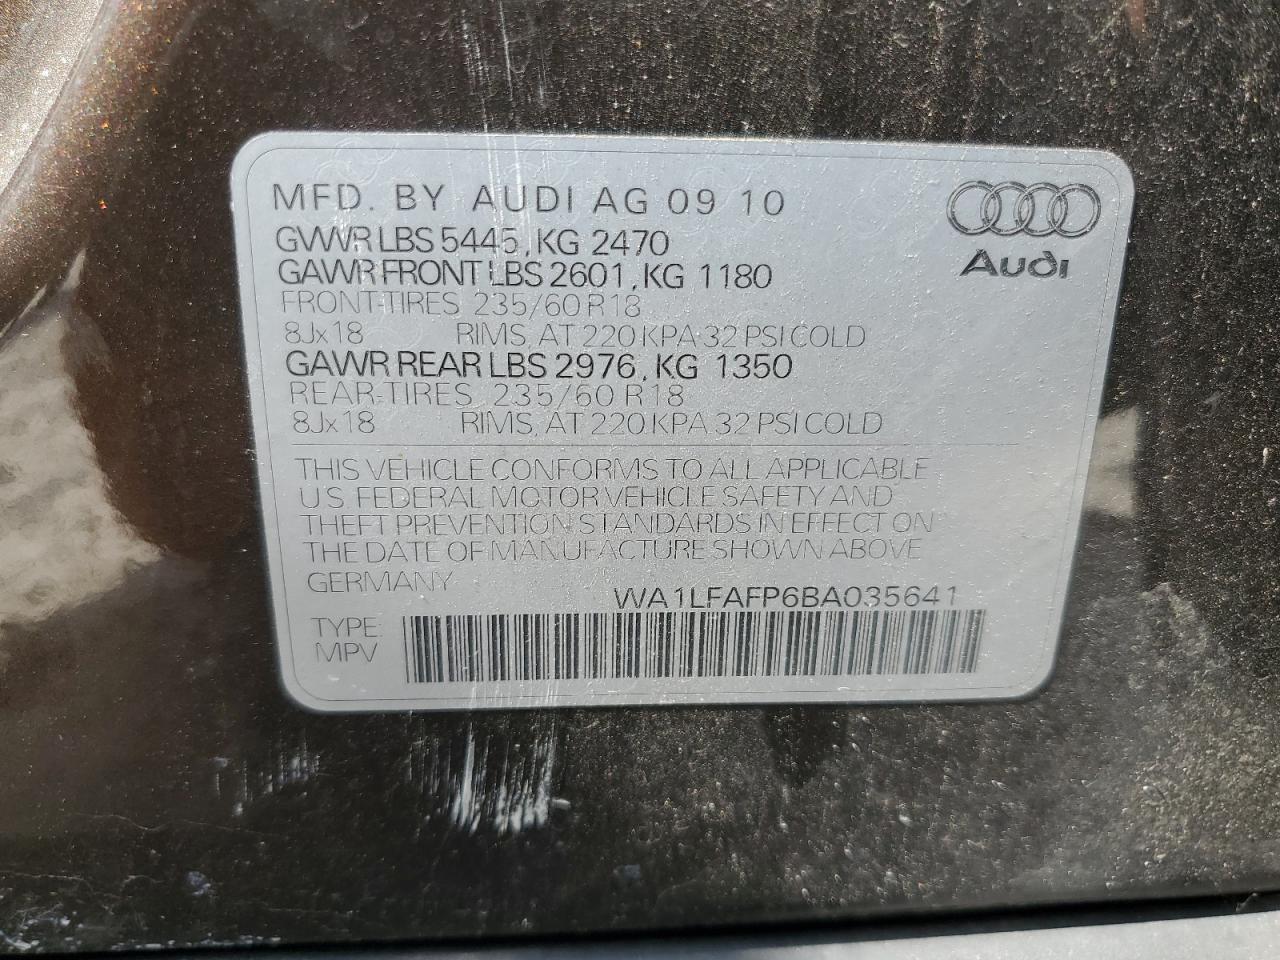 MFD. BY AUDI AG 09 10
GVWR LBS 5445, KG 2470
GAWR FRONT LBS 2601, KG 1180
FRONT-TIRES 235/60 R18
8Jx18 RIMS, AT 220 KPA 32 PSI COLD
GAWR REAR LBS 2976, KG 1350
REAR-TIRES 235/60 R18
8Jx18 RIMS, AT 220 KPA 32 PSI COLD
Audi
THIS VEHICLE CONFORMS TO ALL APPLICABLE
U.S. FEDERAL MOTOR VEHICLE SAFETY AND
THEFT PREVENTION STANDARDS IN EFFECT ON
THE DATE OF MANUFACTURE SHOWN ABOVE
GERMANY WA1LFAFP6BA035641
TYPE:
MPV